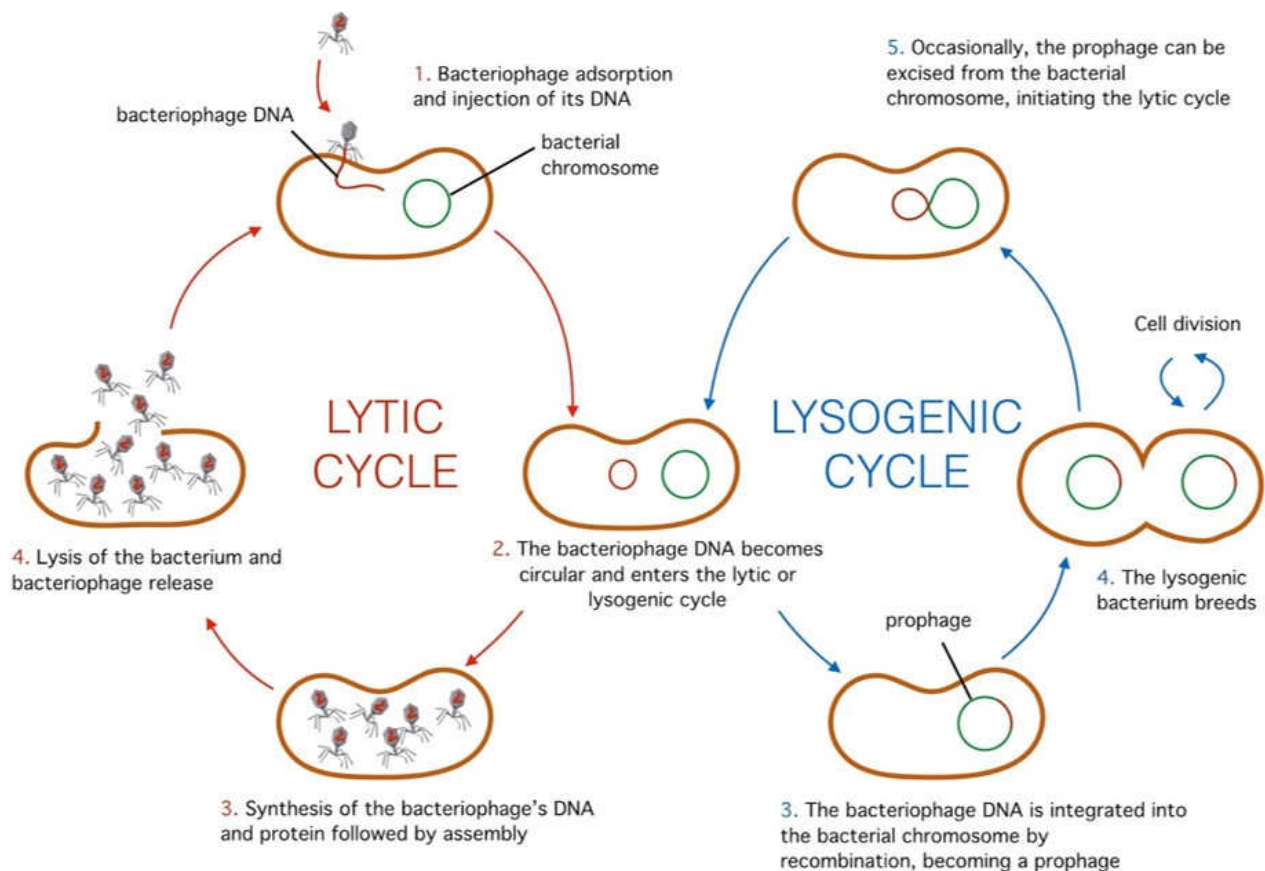 1. Bacteriophage adsorption
and injection of its DNA
bacteriophage DNA
bacterial
chromosome
5. Occasionally, the prophage can be
excised from the bacterial
chromosome, initiating the lytic cycle
Cell division
LYTIC
CYCLE
LYSOGENIC
CYCLE
2. The bacteriophage DNA becomes
circular and enters the lytic or
lysogenic cycle
4. Lysis of the bacterium and
bacteriophage release
4. The lysogenic
bacterium breeds
prophage
3. Synthesis of the bacteriophage's DNA
and protein followed by assembly
3. The bacteriophage DNA is integrated into
the bacterial chromosome by
recombination, becoming a prophage